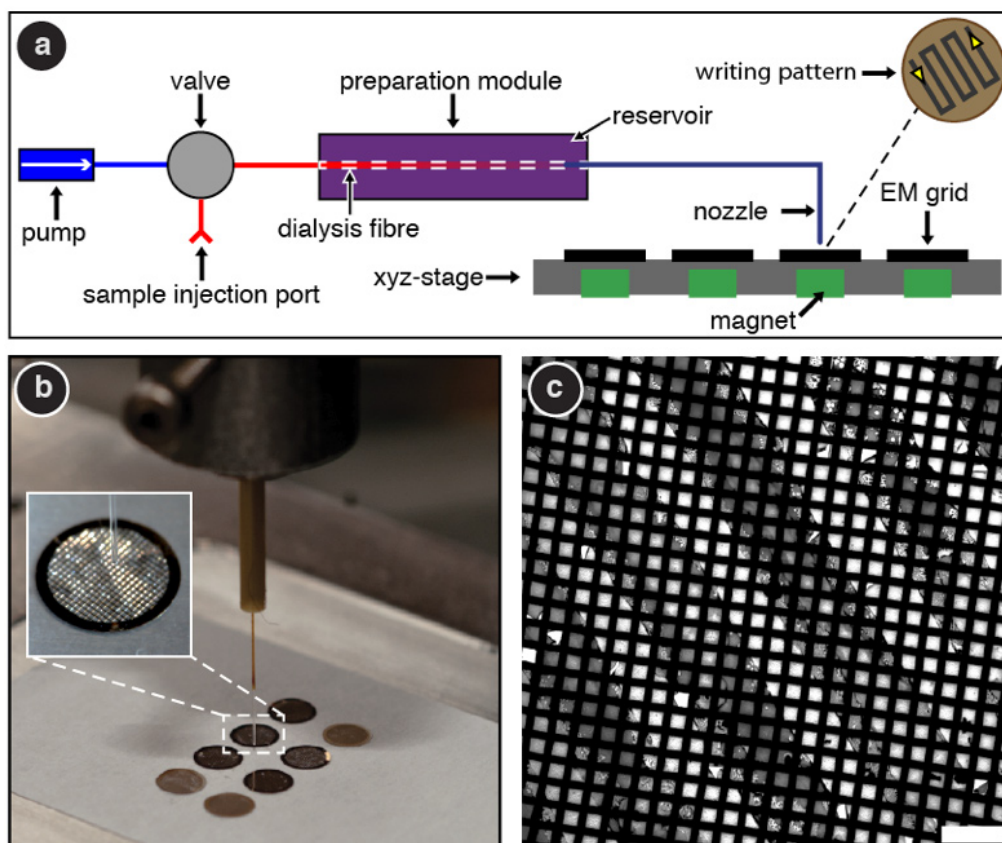 a
valve
preparation module
writing pattern
reservoir
pump
dialysis fibre
nozzle
EM grid
sample injection port
xyz-stage
magnet
b
c